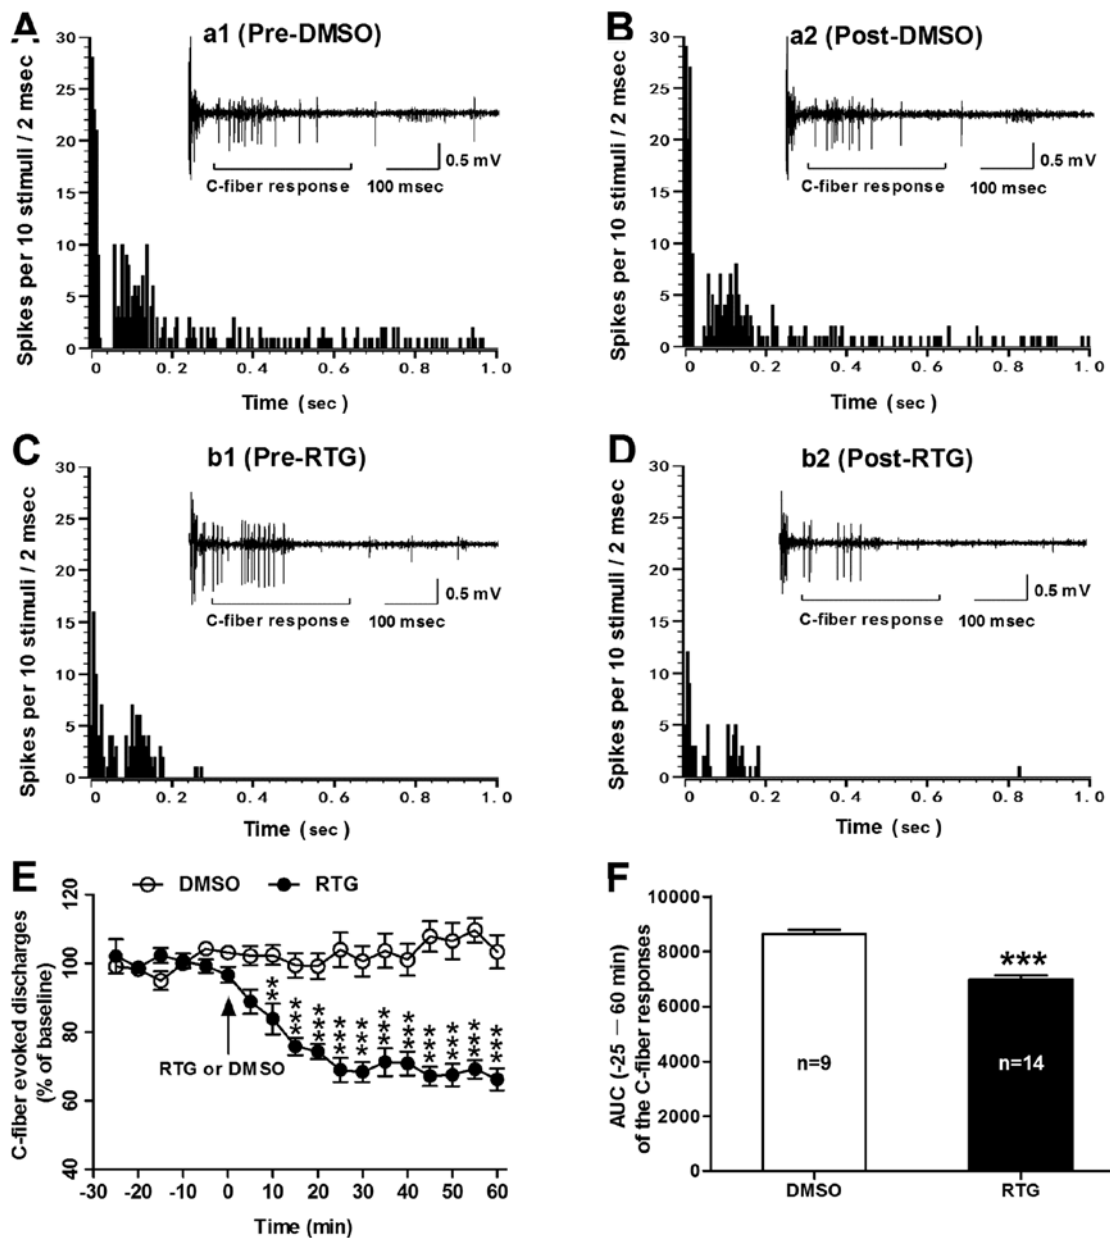 A
a1 (Pre-DMSO)
Spikes per 10 stimuli / 2 msec
30
25
22
15
10
5
0
0.5 mV
C-fiber response
100 msec
0 0.2 0.4 0.6 0.8 1.0
Time (sec)
B
a2 (Post-DMSO)
Spikes per 10 stimuli / 2 msec
30
25
22
15
10
5
0
0.5 mV
C-fiber response
100 msec
0 0.2 0.4 0.6 0.8 1.0
Time (sec)
C
b1 (Pre-RTG)
Spikes per 10 stimuli / 2 msec
30
25
22
15
10
5
0
0.5 mV
C-fiber response
100 msec
0 0.2 0.4 0.6 0.8 1.0
Time (sec)
D
b2 (Post-RTG)
Spikes per 10 stimuli / 2 msec
30
25
22
15
10
5
0
0.5 mV
C-fiber response
100 msec
0 0.2 0.4 0.6 0.8 1.0
Time (sec)
E
DMSO RTG
C-fiber evoked discharges
(% of baseline)
120
100
80
60
40
** *** *** *** *** *** *** *** *** *** ***
RTG or DMSO
-30 -20 -10 0 10 20 30 40 50 60
Time (min)
F
AUC (-25 – 60 min)
of the C-fiber responses
10000
8000
6000
4000
2000
0
***
n=9
n=14
DMSO
RTG